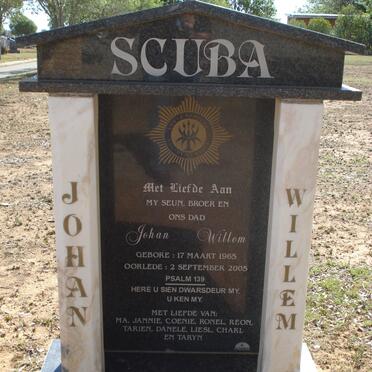 SCUBA
JOHAN
Met Liefde Aan
MY SEUN, BROER EN
ONS DAD
Johan Willem
GEBORE : 17 MAART 1965
OORLEDE : 2 SEPTEMBER 2005
PSALM 139
HERE U SIEN DWARSDEUR MY,
U KEN MY.
MET LIEFDE VAN:
MA, JANNIE, COENIE, RONEL, REON,
TARIEN, DANELE, LIESL, CHARL
EN TARYN
WILLEM